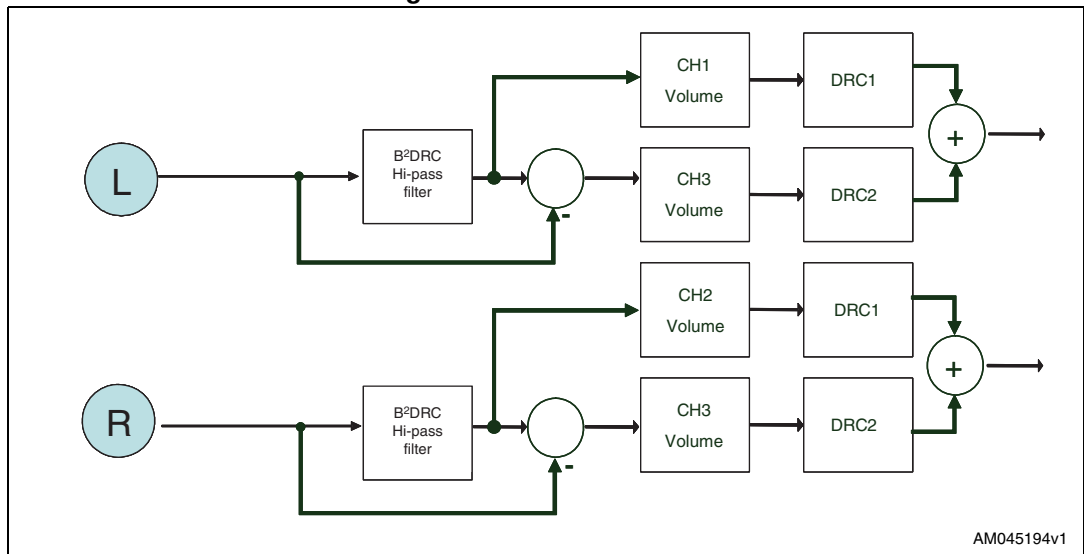 L
B²DRC
Hi-pass
filter
-
CH1
Volume
DRC1
CH3
Volume
DRC2
+
R
B²DRC
Hi-pass
filter
-
CH2
Volume
DRC1
CH3
Volume
DRC2
+
AM045194v1